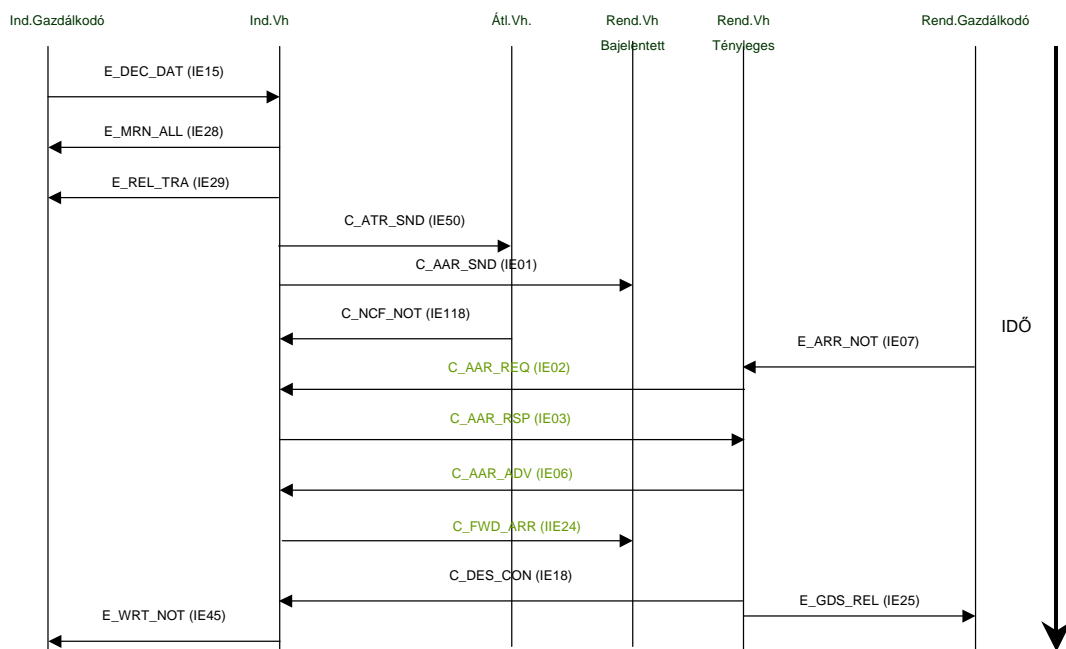 Ind.Gazdálkodó
Ind.Vh
Átl.Vh.
Rend.Vh
Bajelentett
Rend.Vh
Tényleges
Rend.Gazdálkodó
E_DEC_DAT (IE15)
E_MRN_ALL (IE28)
E_REL_TRA (IE29)
C_ATR_SND (IE50)
C_AAR_SND (IE01)
C_NCF_NOT (IE118)
IDŐ
E_ARR_NOT (IE07)
C_AAR_REQ (IE02)
C_AAR_RSP (IE03)
C_AAR_ADV (IE06)
C_FWD_ARR (IIE24)
C_DES_CON (IE18)
E_GDS_REL (IE25)
E_WRT_NOT (IE45)